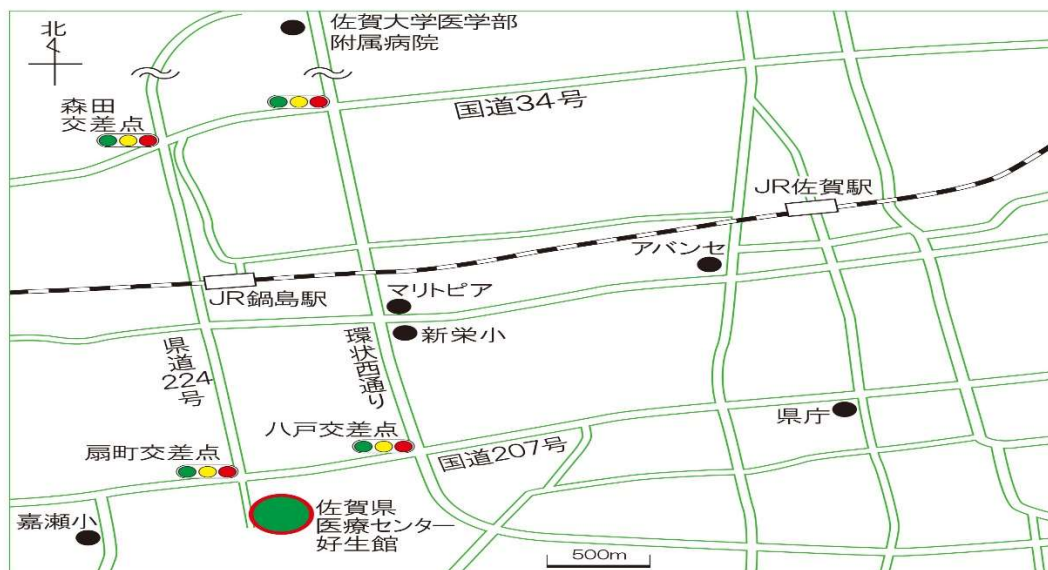 北
佐賀大学医学部
附属病院
森田
交差点
国道34号
JR佐賀駅
アバンセ
JR鍋島駅
マリトピア
新栄小
県道224号
環状西通り
県庁
八戸交差点
国道207号
扇町交差点
嘉瀬小
佐賀県
医療センター
好生館
500m